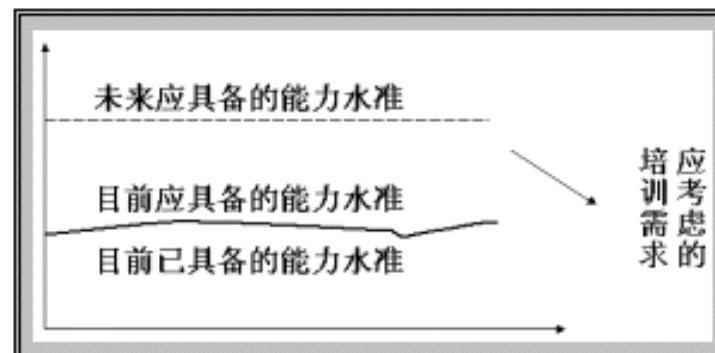 未来应具备的能力水准
目前应具备的能力水准
目前已具备的能力水准
应考虑的
培训需求